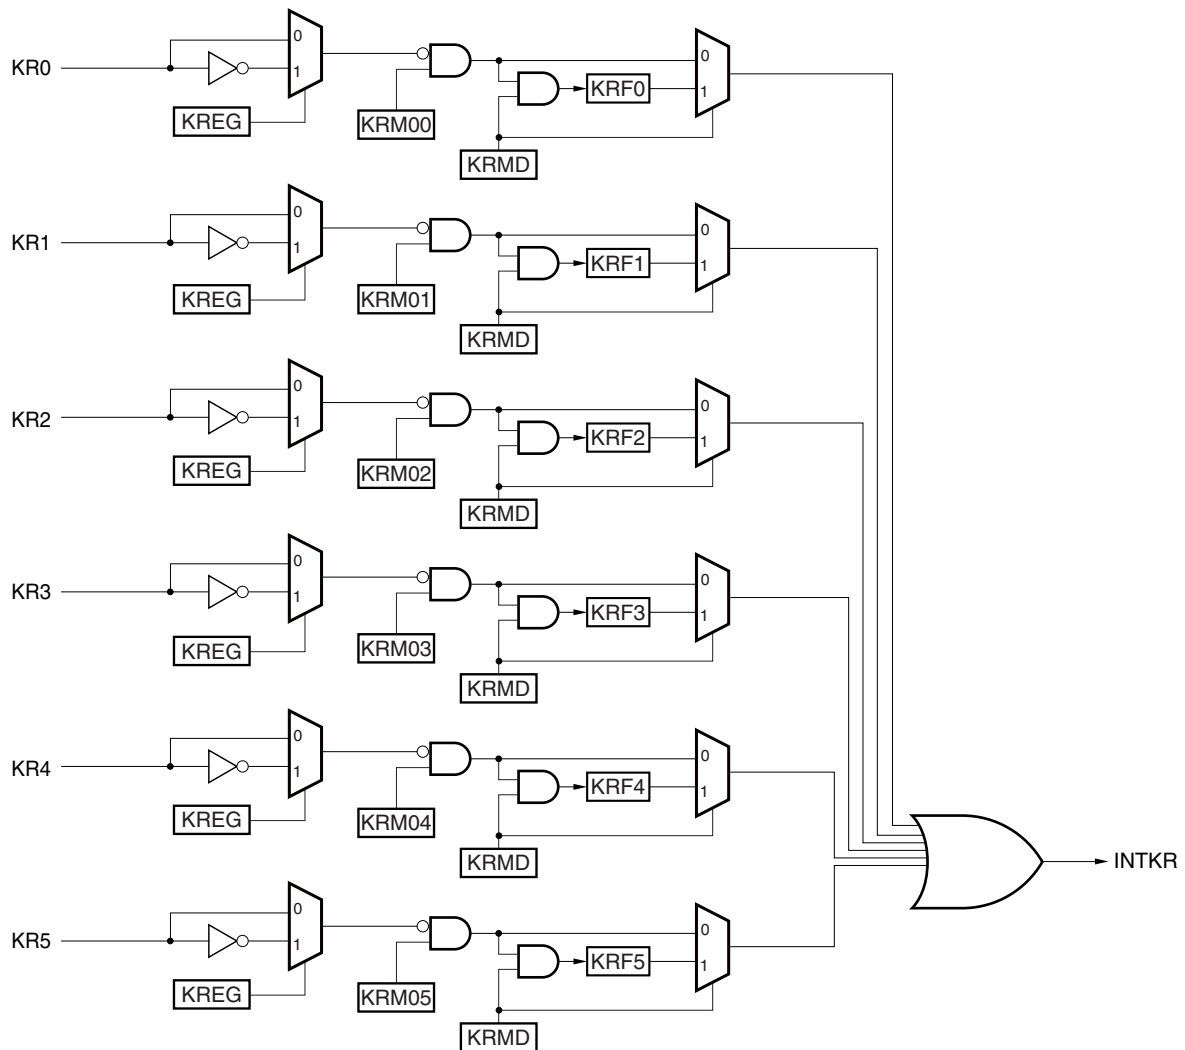 0
KR0
1
KRF0
0
1
KREG
KRM00
KRMD
0
KR1
1
KRF1
0
1
KREG
KRM01
KRMD
0
KR2
1
KRF2
0
1
KREG
KRM02
KRMD
0
KR3
1
KRF3
0
1
KREG
KRM03
KRMD
0
KR4
1
KRF4
0
1
KREG
KRM04
KRMD
INTKR
0
KR5
1
KRF5
0
1
KREG
KRM05
KRMD